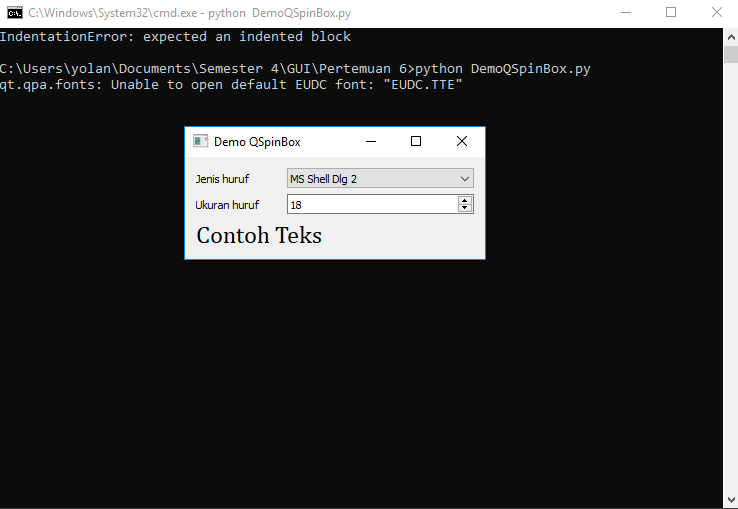 C:\Windows\System32\cmd.exe - python DemoQSpinBox.py
IndentationError: expected an indented block
C:\Users\yolan\Documents\Semester 4\GUI\Pertemuan 6>python DemoQSpinBox.py
qt.qpa.fonts: Unable to open default EUDC font: "EUDC.TTE"
Demo QSpinBox
Jenis huruf MS Shell Dlg 2
Ukuran huruf 18
Contoh Teks